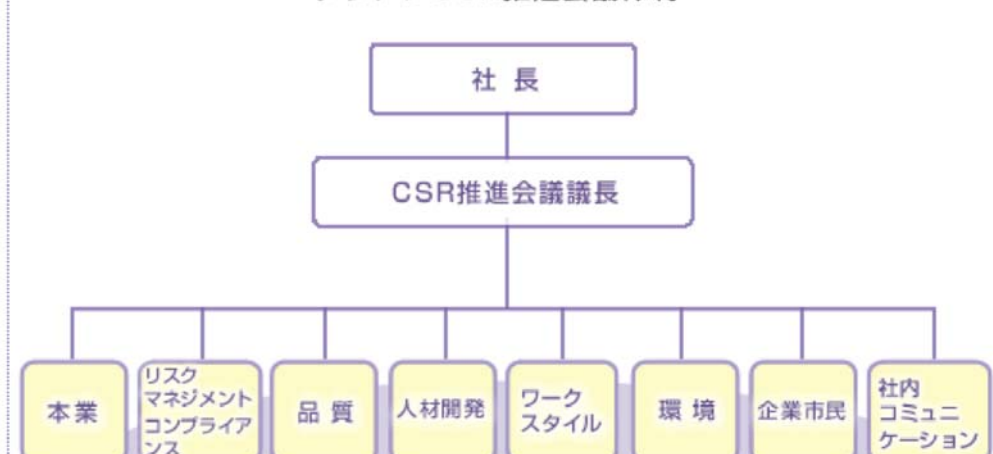 社 長
CSR推進会議議長
本 業
リスク
マネジメント
コンプライア
ンス
品 質
人材開発
ワーク
スタイル
環 境
企業市民
社内
コミュニ
ケーション